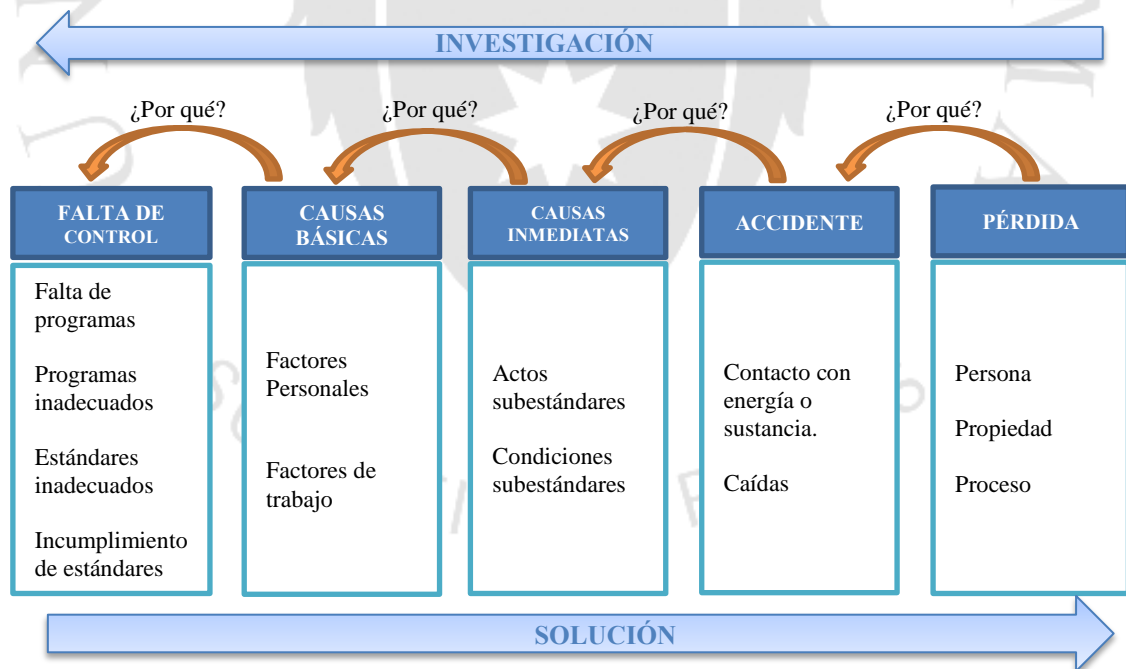 INVESTIGACIÓN
¿Por qué?
¿Por qué?
¿Por qué?
¿Por qué?
FALTA DE
CONTROL
CAUSAS
BÁSICAS
CAUSAS
INMEDIATAS
ACCIDENTE
PÉRDIDA
Falta de
programas
Programas
inadecuados
Estándares
inadecuados
Incumplimiento
de estándares
Factores
Personales
Factores de
trabajo
Actos
subestándares
Condiciones
subestándares
Contacto con
energía o
sustancia.
Caídas
Persona
Propiedad
Proceso
SOLUCIÓN